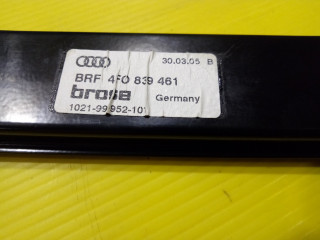 30.03.05 B
BRF 4F0 839 461
brose
Germany
1021-99952-101